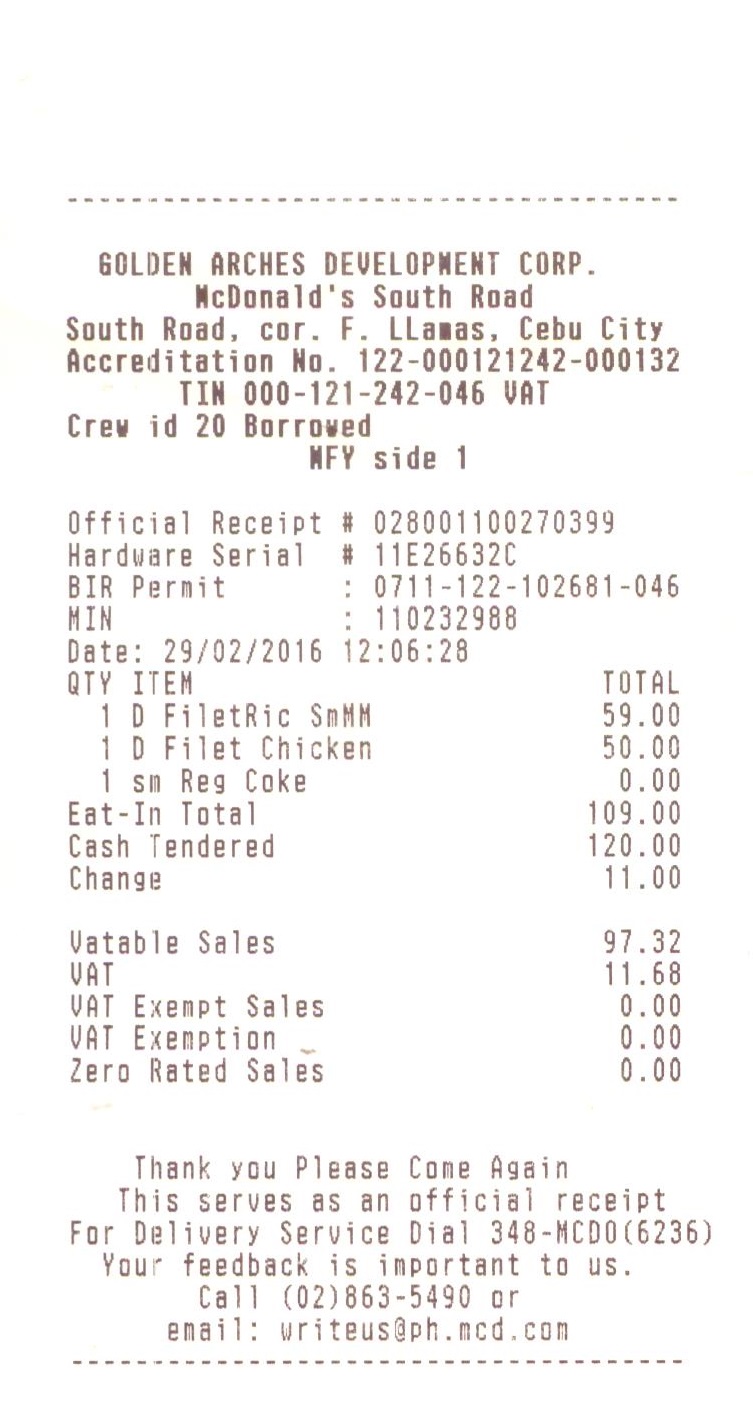 GOLDEN ARCHES DEVELOPMENT CORP.
McDonald's South Road
South Road, cor. F. LLamas, Cebu City
Accreditation No. 122-000121242-000132
TIN 000-121-242-046 VAT
Crew id 20 Borrowed
MFY side 1
Official Receipt # 028001100270399
Hardware Serial # 11E26632C
BIR Permit : 0711-122-102681-046
MIN : 110232988
Date: 29/02/2016 12:06:28
QTY ITEM TOTAL
1 D FiletRic SmMM 59.00
1 D Filet Chicken 50.00
1 sm Reg Coke 0.00
Eat-In Total 109.00
Cash Tendered 120.00
Change 11.00
Vatable Sales 97.32
VAT 11.68
VAT Exempt Sales 0.00
VAT Exemption 0.00
Zero Rated Sales 0.00
Thank you Please Come Again
This serves as an official receipt
For Delivery Service Dial 348-MCDO(6236)
Your feedback is important to us.
Call (02)863-5490 or
email: writeus@ph.mcd.com